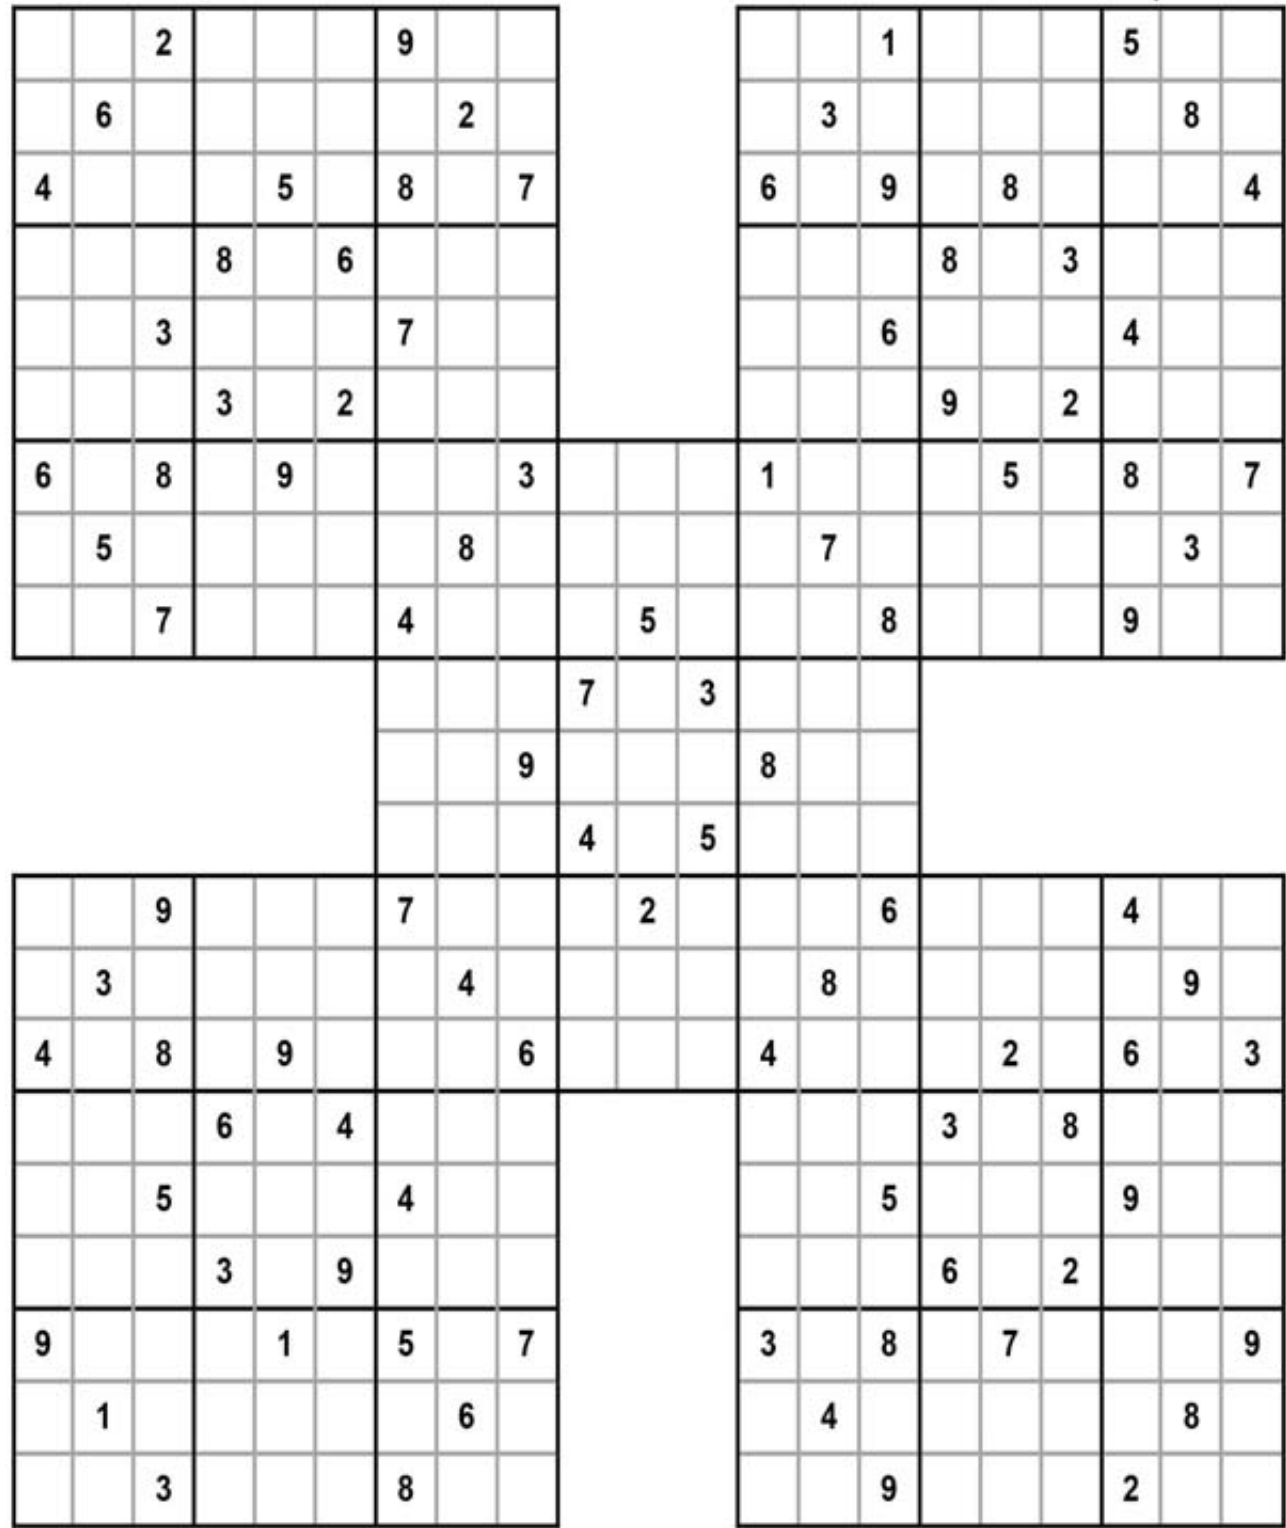 2 9 1 5
6 2 3 8
4 5 8 7 6 9 8 4
8 6 8 3
3 7 6 4
3 2 9 2
6 8 9 3 1 5 8 7
5 8 7 3
7 4 5 8 9
7 3
9 8
4 5
9 7 2 6 4
3 4 8 9
4 8 9 6 4 2 6 3
6 4 3 8
5 4 5 9
3 9 6 2
9 1 5 7 3 8 7 9
1 6 4 8
3 8 9 2